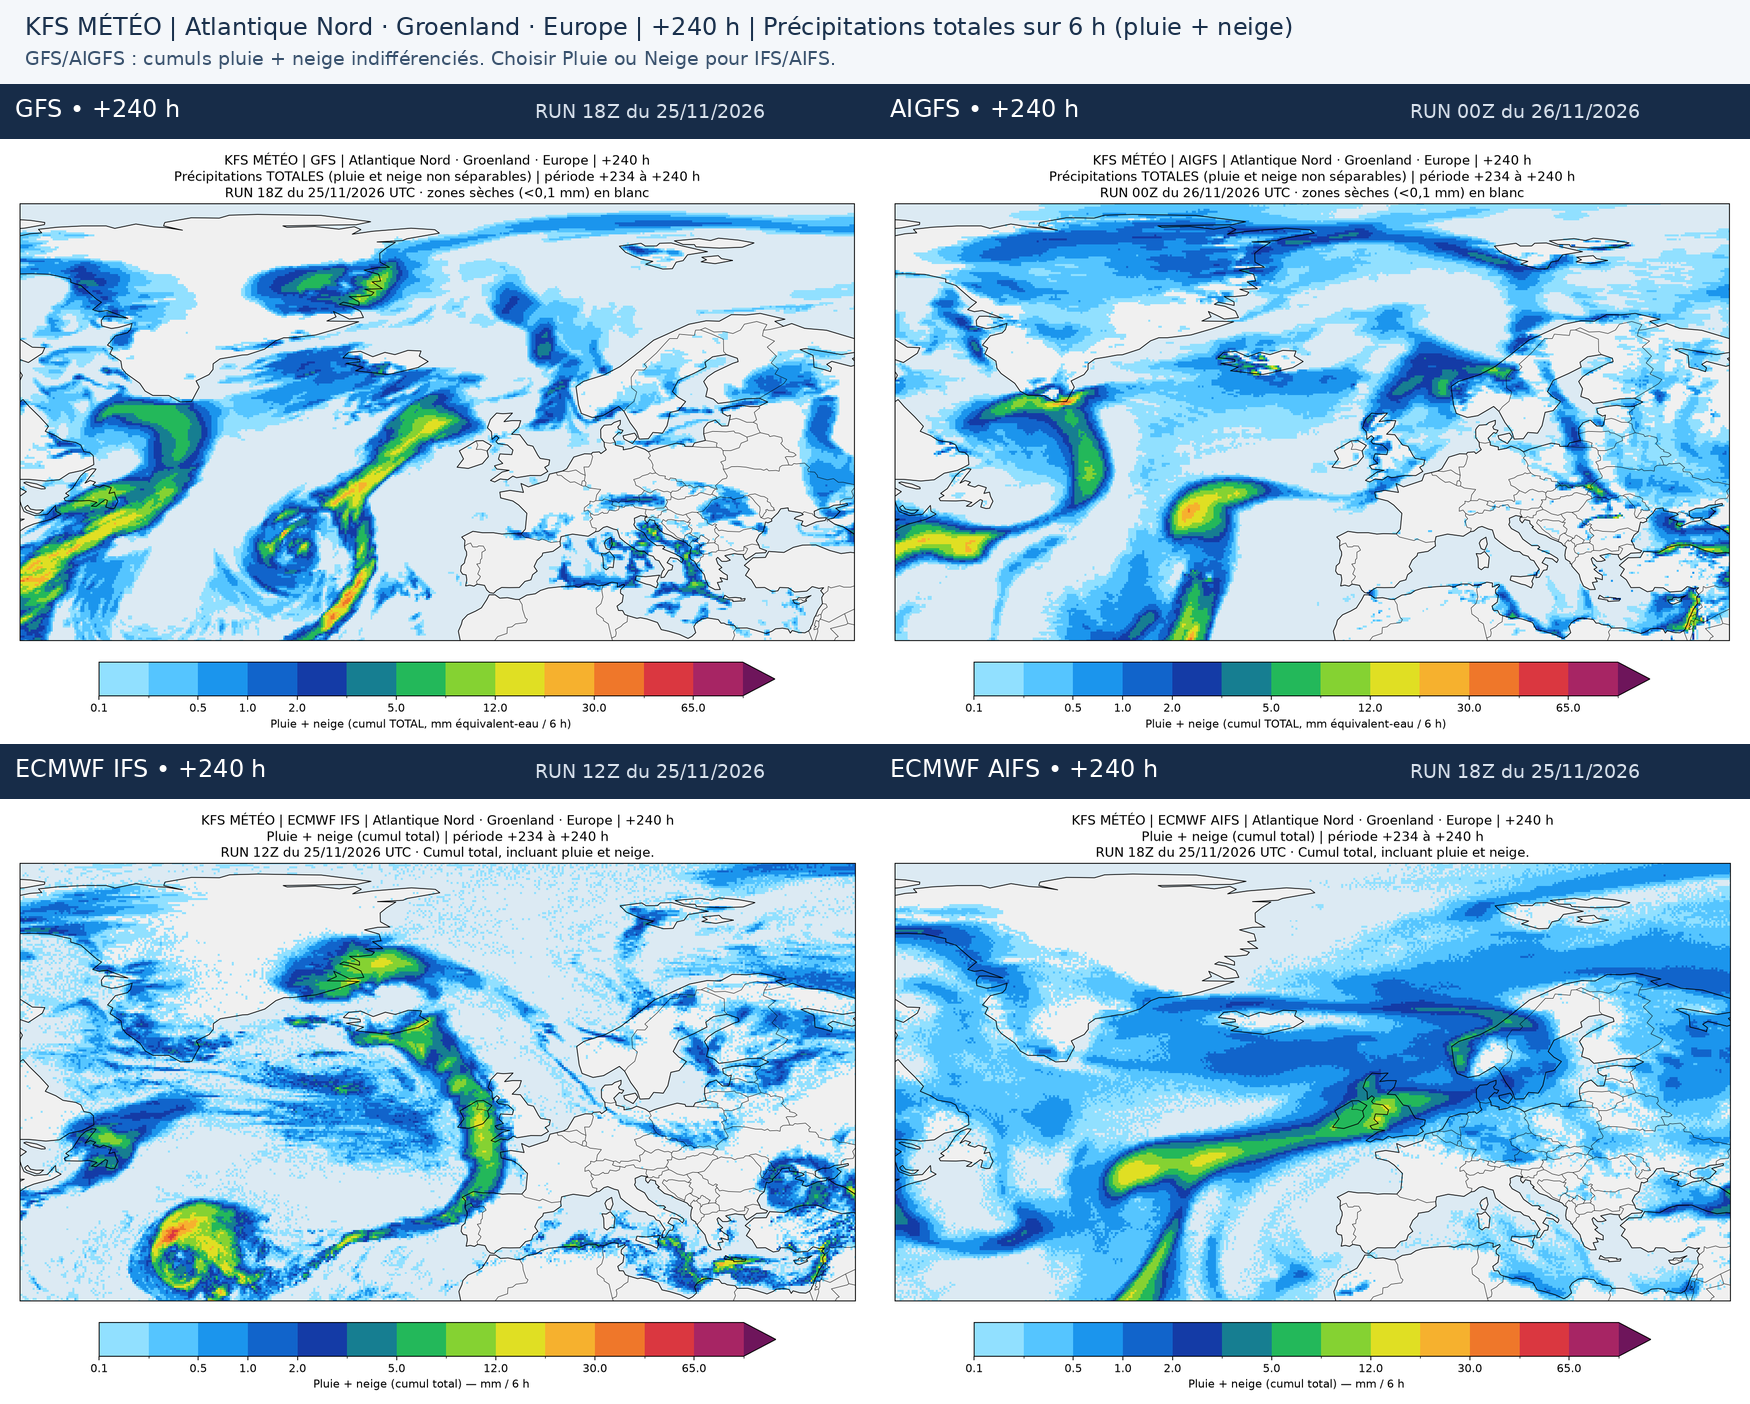 KFS MÉTÉO | Atlantique Nord · Groenland · Europe | +240 h | Précipitations totales sur 6 h (pluie + neige)
GFS/AIGFS : cumuls pluie + neige indifférenciés. Choisir Pluie ou Neige pour IFS/AIFS.
GFS • +240 h
RUN 18Z du 25/11/2026
KFS MÉTÉO | GFS | Atlantique Nord · Groenland · Europe | +240 h
Précipitations TOTALES (pluie et neige non séparables) | période +234 à +240 h
RUN 18Z du 25/11/2026 UTC · zones sèches (<0,1 mm) en blanc
0.1 0.5 1.0 2.0 5.0 12.0 30.0 65.0
Pluie + neige (cumul TOTAL, mm équivalent-eau / 6 h)
AIGFS • +240 h
RUN 00Z du 26/11/2026
KFS MÉTÉO | AIGFS | Atlantique Nord · Groenland · Europe | +240 h
Précipitations TOTALES (pluie et neige non séparables) | période +234 à +240 h
RUN 00Z du 26/11/2026 UTC · zones sèches (<0,1 mm) en blanc
0.1 0.5 1.0 2.0 5.0 12.0 30.0 65.0
Pluie + neige (cumul TOTAL, mm équivalent-eau / 6 h)
ECMWF IFS • +240 h
RUN 12Z du 25/11/2026
KFS MÉTÉO | ECMWF IFS | Atlantique Nord · Groenland · Europe | +240 h
Pluie + neige (cumul total) | période +234 à +240 h
RUN 12Z du 25/11/2026 UTC · Cumul total, incluant pluie et neige.
0.1 0.5 1.0 2.0 5.0 12.0 30.0 65.0
Pluie + neige (cumul total) — mm / 6 h
ECMWF AIFS • +240 h
RUN 18Z du 25/11/2026
KFS MÉTÉO | ECMWF AIFS | Atlantique Nord · Groenland · Europe | +240 h
Pluie + neige (cumul total) | période +234 à +240 h
RUN 18Z du 25/11/2026 UTC · Cumul total, incluant pluie et neige.
0.1 0.5 1.0 2.0 5.0 12.0 30.0 65.0
Pluie + neige (cumul total) — mm / 6 h